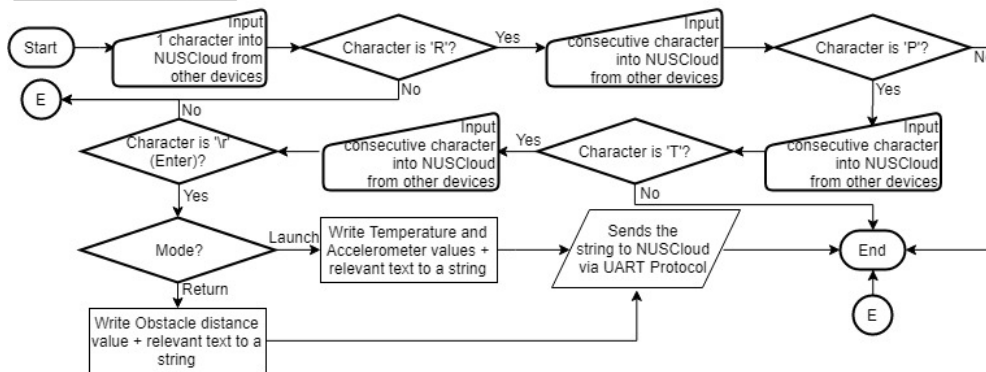 Start
Input
1 character into
NUSCloud from
other devices
Character is 'R'?
Yes
Input
consecutive character
into NUSCloud
from other devices
Character is 'P'?
No
E
No
Yes
No
Character is '\r'
(Enter)?
Input
consecutive character
into NUSCloud
from other devices
Yes
Character is 'T'?
Input
consecutive character
into NUSCloud
from other devices
Yes
No
Mode?
Launch
Write Temperature and
Accelerometer values +
relevant text to a string
Sends the
string to NUSCloud
via UART Protocol
End
Return
Write Obstacle distance
value + relevant text to a
string
E